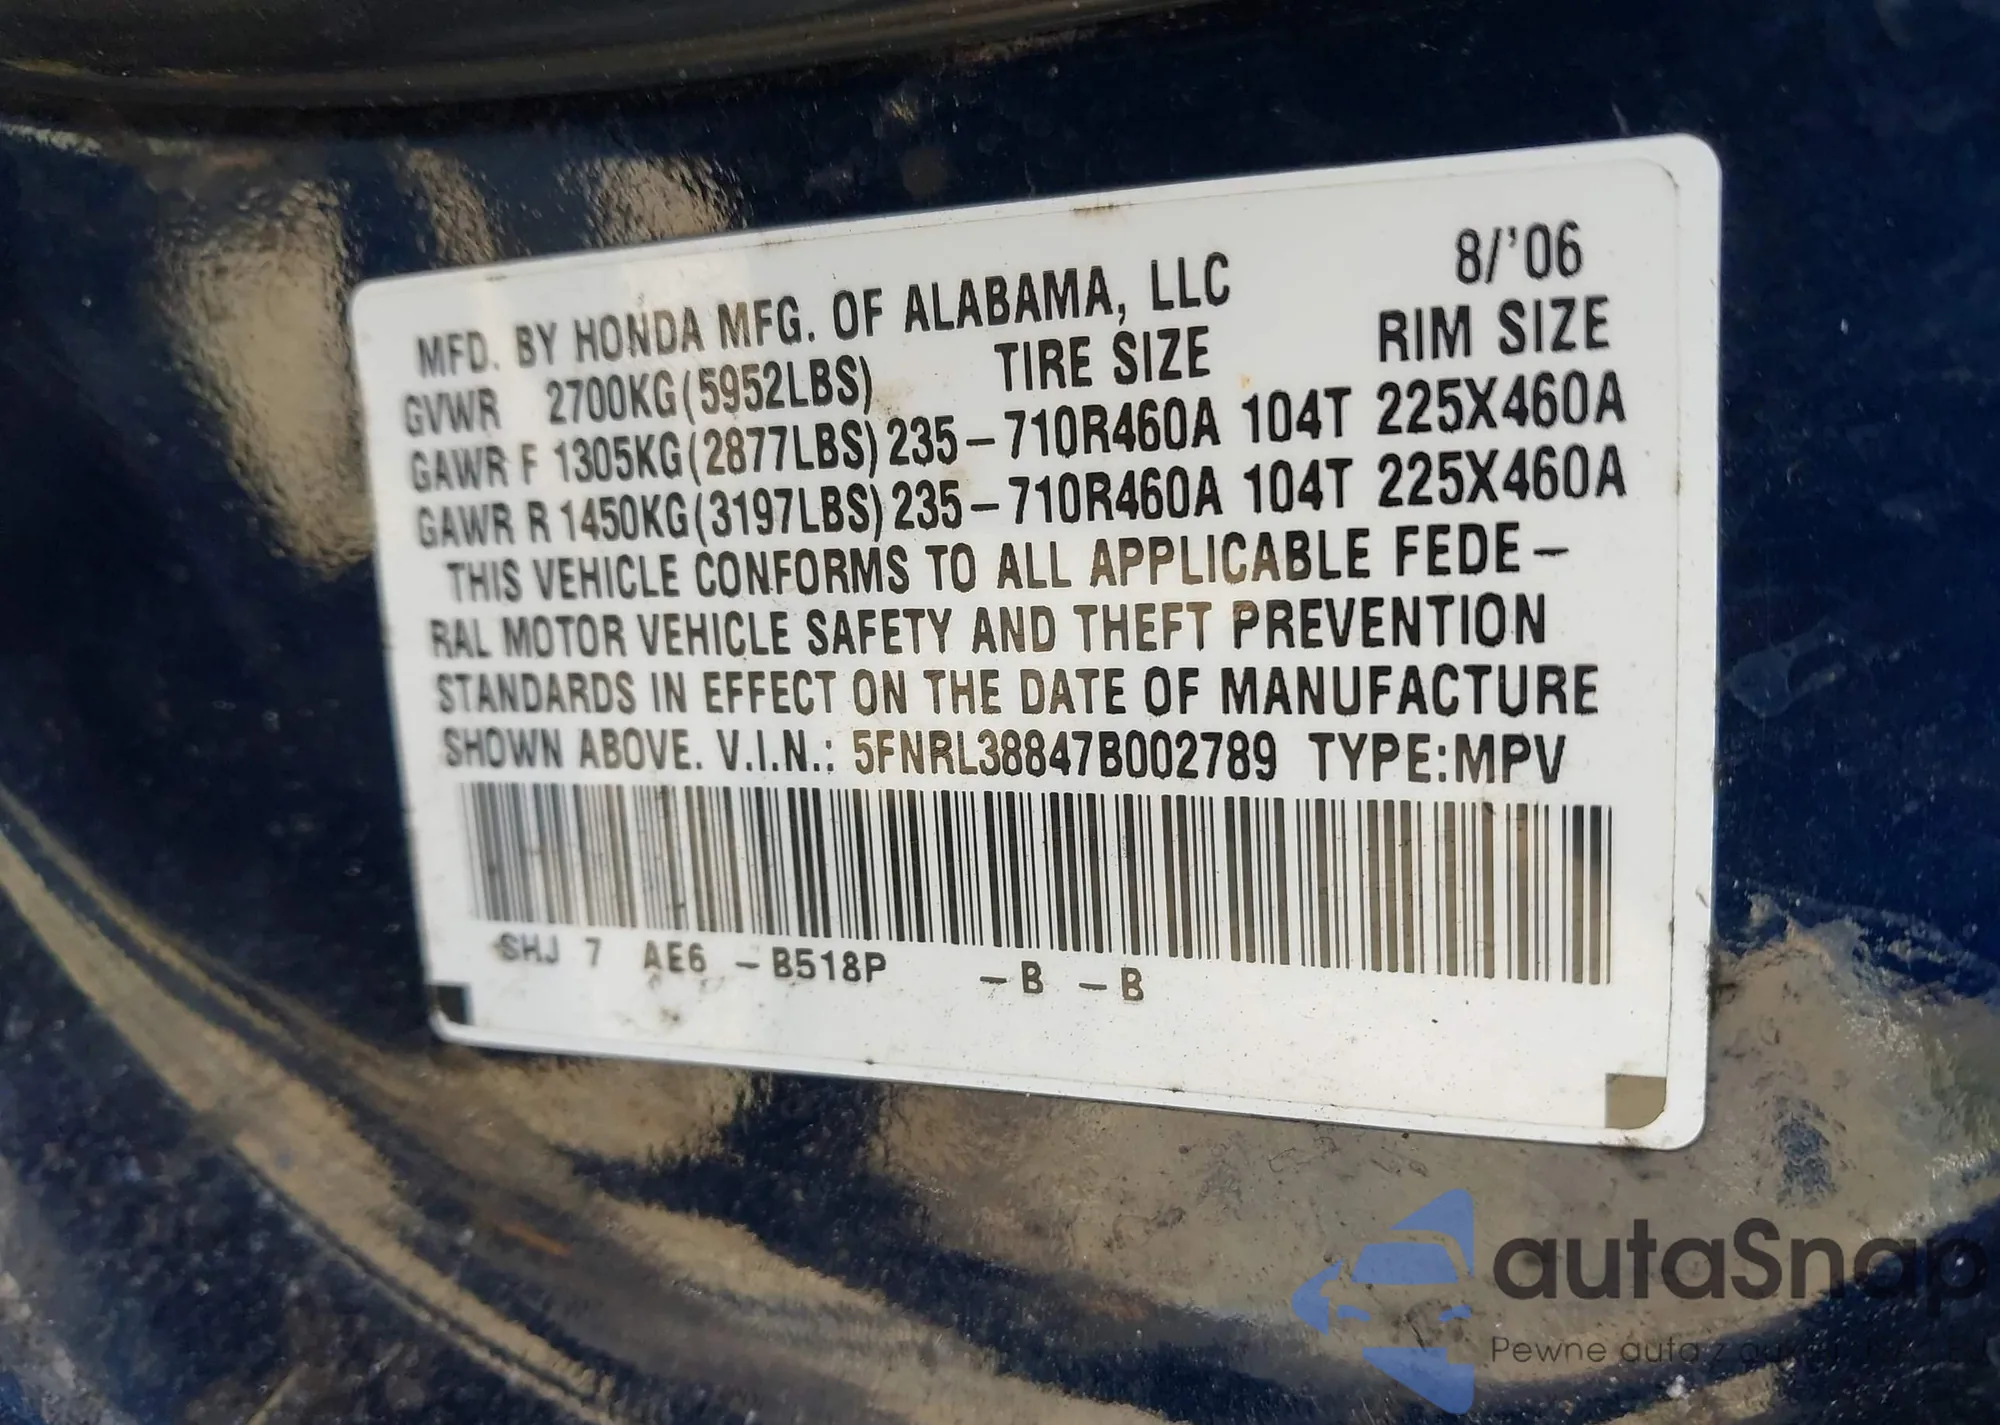 8/'06
MFD. BY HONDA MFG. OF ALABAMA, LLC
GVWR 2700KG(5952LBS) TIRE SIZE RIM SIZE
GAWR F 1305KG(2877LBS) 235-710R460A 104T 225X460A
GAWR R 1450KG(3197LBS) 235-710R460A 104T 225X460A
THIS VEHICLE CONFORMS TO ALL APPLICABLE FEDE-
RAL MOTOR VEHICLE SAFETY AND THEFT PREVENTION
STANDARDS IN EFFECT ON THE DATE OF MANUFACTURE
SHOWN ABOVE. V.I.N.: 5FNRL38847B002789 TYPE:MPV
SHJ 7 AE6 -B518P -B -B
autaSnap
Pewne auta z